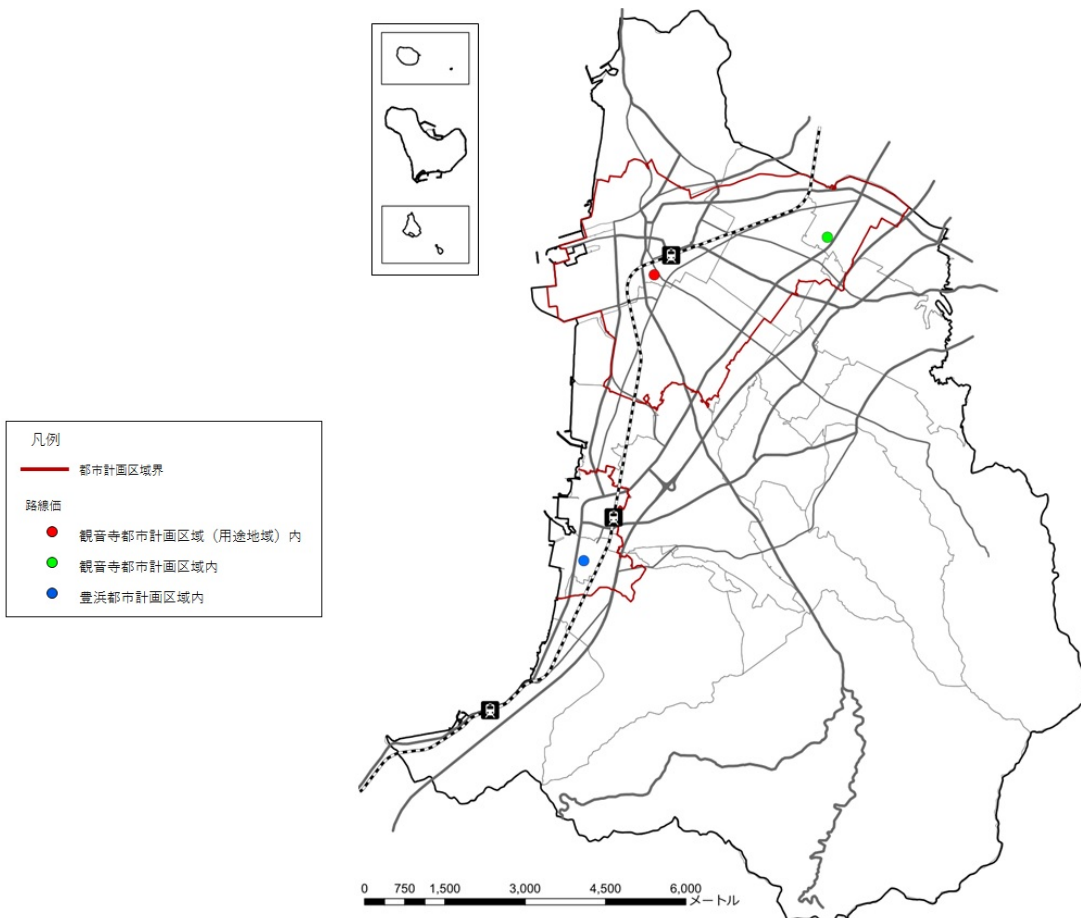 凡例
都市計画区域界
路線価
観音寺都市計画区域（用途地域）内
観音寺都市計画区域内
豊浜都市計画区域内
0 750 1,500 3,000 4,500 6,000 メートル